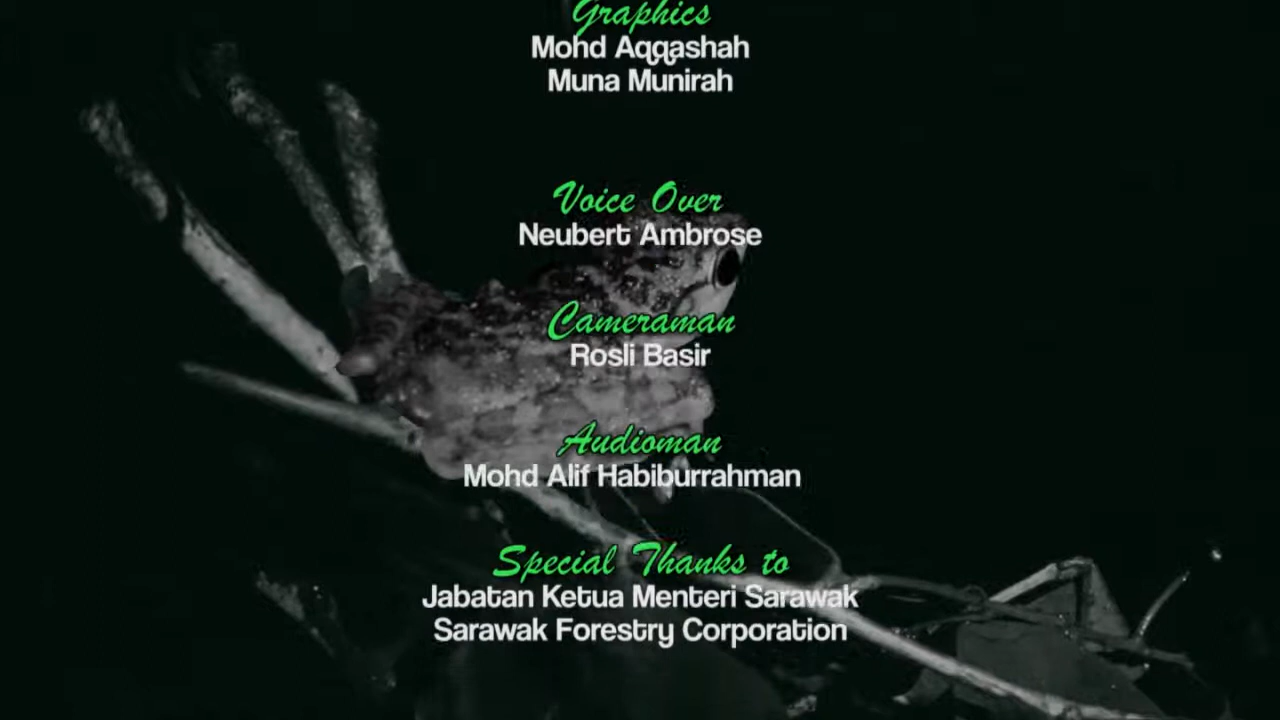 Graphics
Mohd Aqqashah
Muna Munirah
Voice Over
Neubert Ambrose
Cameraman
Rosli Basir
Audioman
Mohd Alif Habiburrahman
Special Thanks to
Jabatan Ketua Menteri Sarawak
Sarawak Forestry Corporation